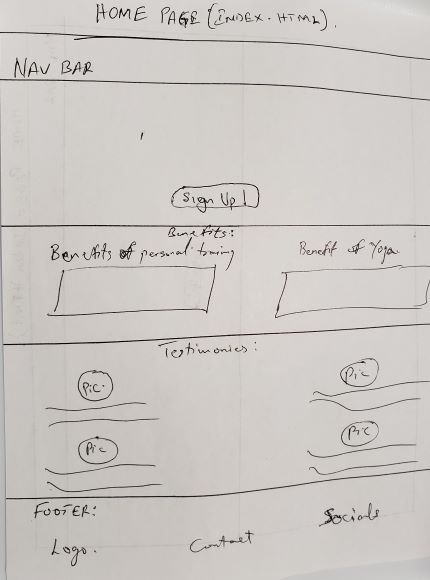 HOME PAGE (INDEX.HTML).
NAV BAR
Sign Up!
Benefits:
Benefits of personal training
Benefit of Yoga
Testimonies:
Pic.
Pic
Pic
Pic
FOOTER:
Socials
Logo.
Contact